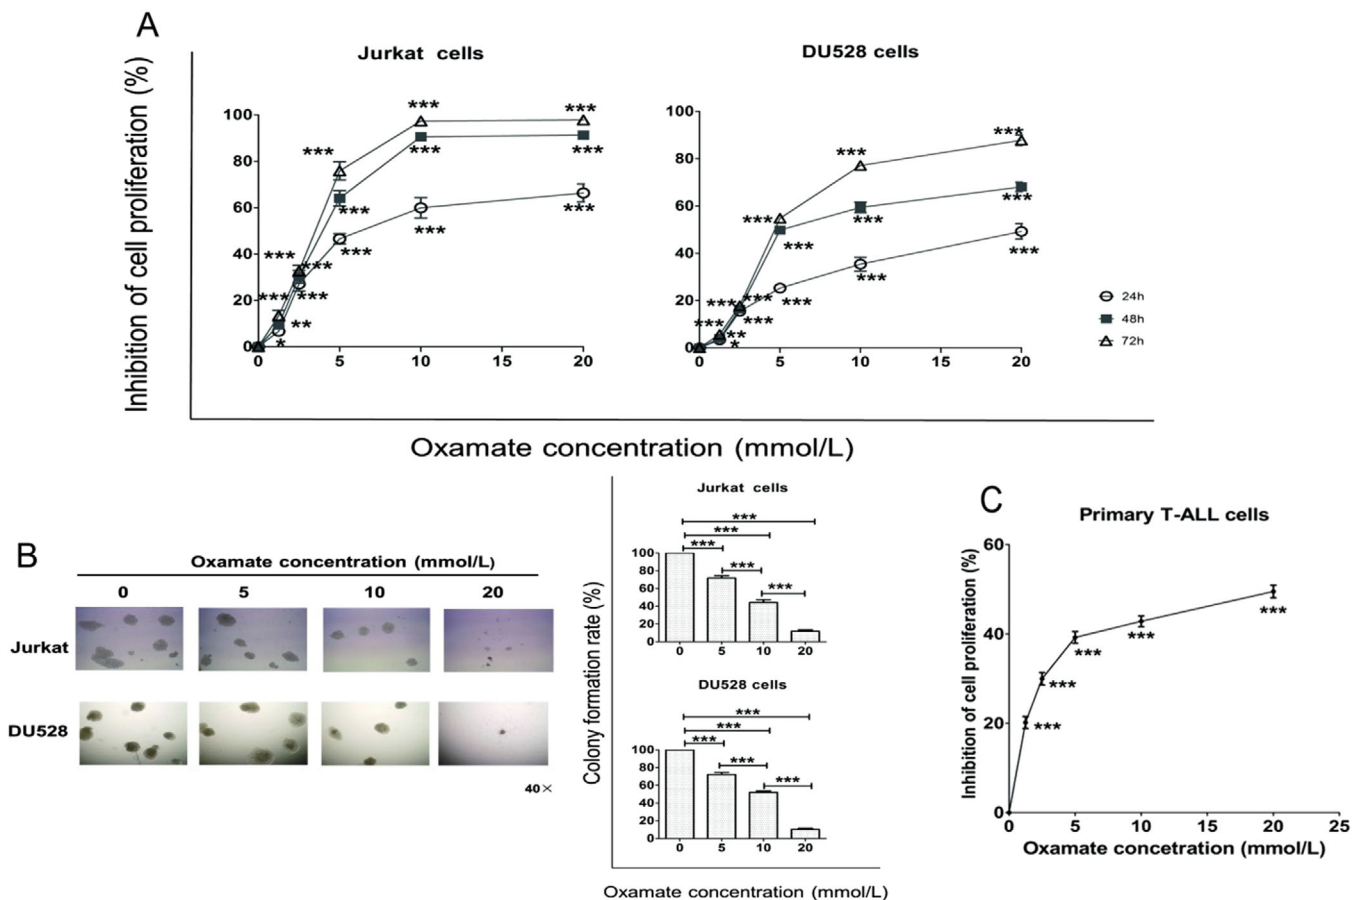 A
Jurkat cells
DU528 cells
Inhibition of cell proliferation (%)
100
80
60
40
20
0
0 5 10 15 20
*** *** *** *** *** *** *** *** *** *** *** *** *** ** *
100
80
60
40
20
0
0 5 10 15 20
*** *** *** *** *** *** *** *** *** *** *** *** *** ** *
24h
48h
72h
Oxamate concentration (mmol/L)
B
Oxamate concentration (mmol/L)
0 5 10 20
Jurkat
DU528
40×
Colony formation rate (%)
Jurkat cells
***
***
***
***
***
100
80
60
40
20
0
0 5 10 20
DU528 cells
***
***
***
***
***
100
80
60
40
20
0
0 5 10 20
Oxamate concentration (mmol/L)
C
Primary T-ALL cells
Inhibition of cell proliferation (%)
60
40
20
0
0 5 10 15 20 25
***
***
***
***
***
Oxamate concetration (mmol/L)